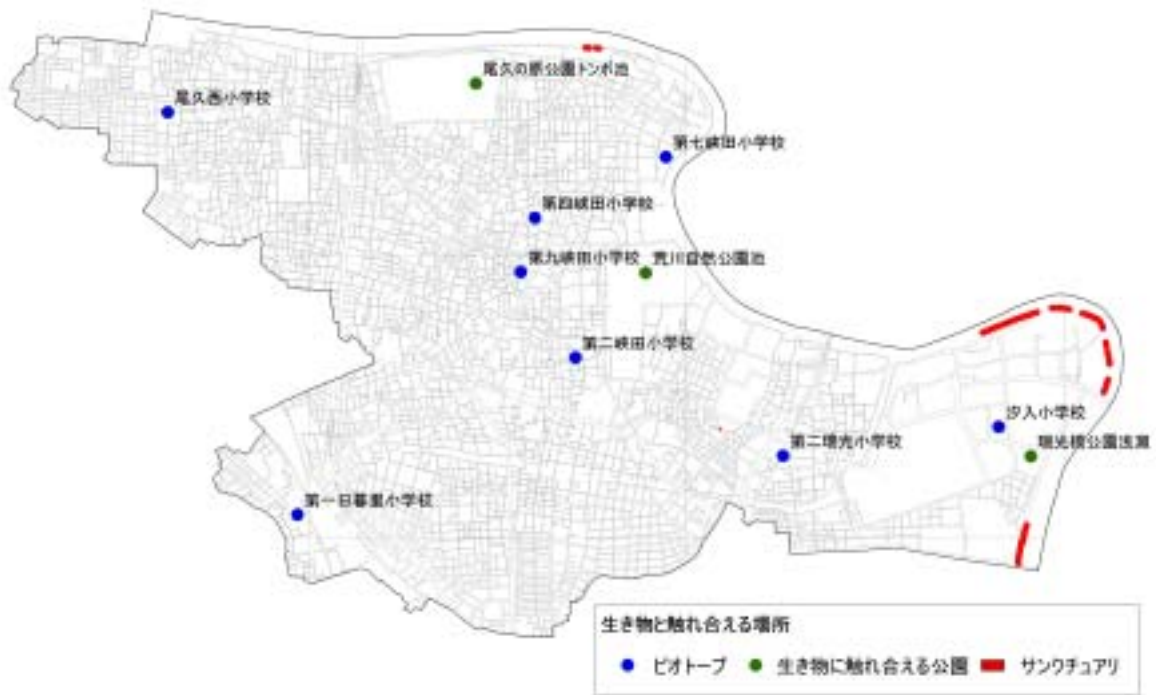 尾久の原公園トンボ池
尾久西小学校
第七峡田小学校
第四峡田小学校
第九峡田小学校 荒川自然公園池
第二峡田小学校
汐入小学校
第二瑞光小学校 瑞光橋公園浅瀬
第一日暮里小学校
生き物と触れ合える場所
ビオトープ 生き物に触れ合える公園 サンクチュアリ